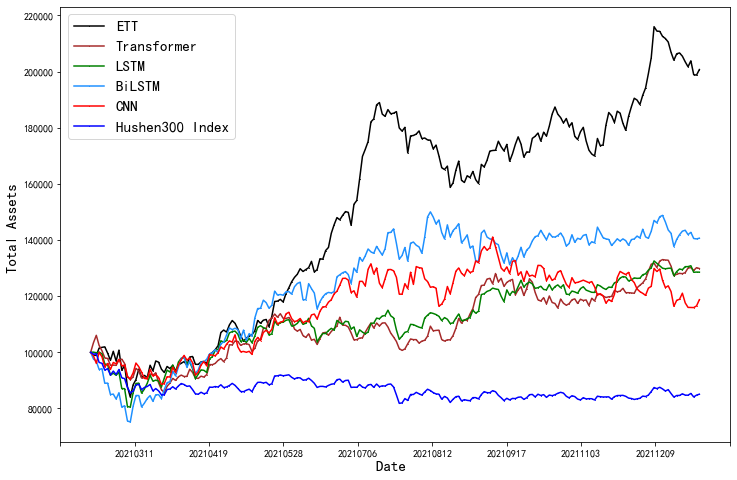 220000
200000
180000
160000
140000
120000
100000
80000
Total Assets
ETT
Transformer
LSTM
BiLSTM
CNN
Hushen300 Index
20210311
20210419
20210528
20210706
20210812
20210917
20211103
20211209
Date